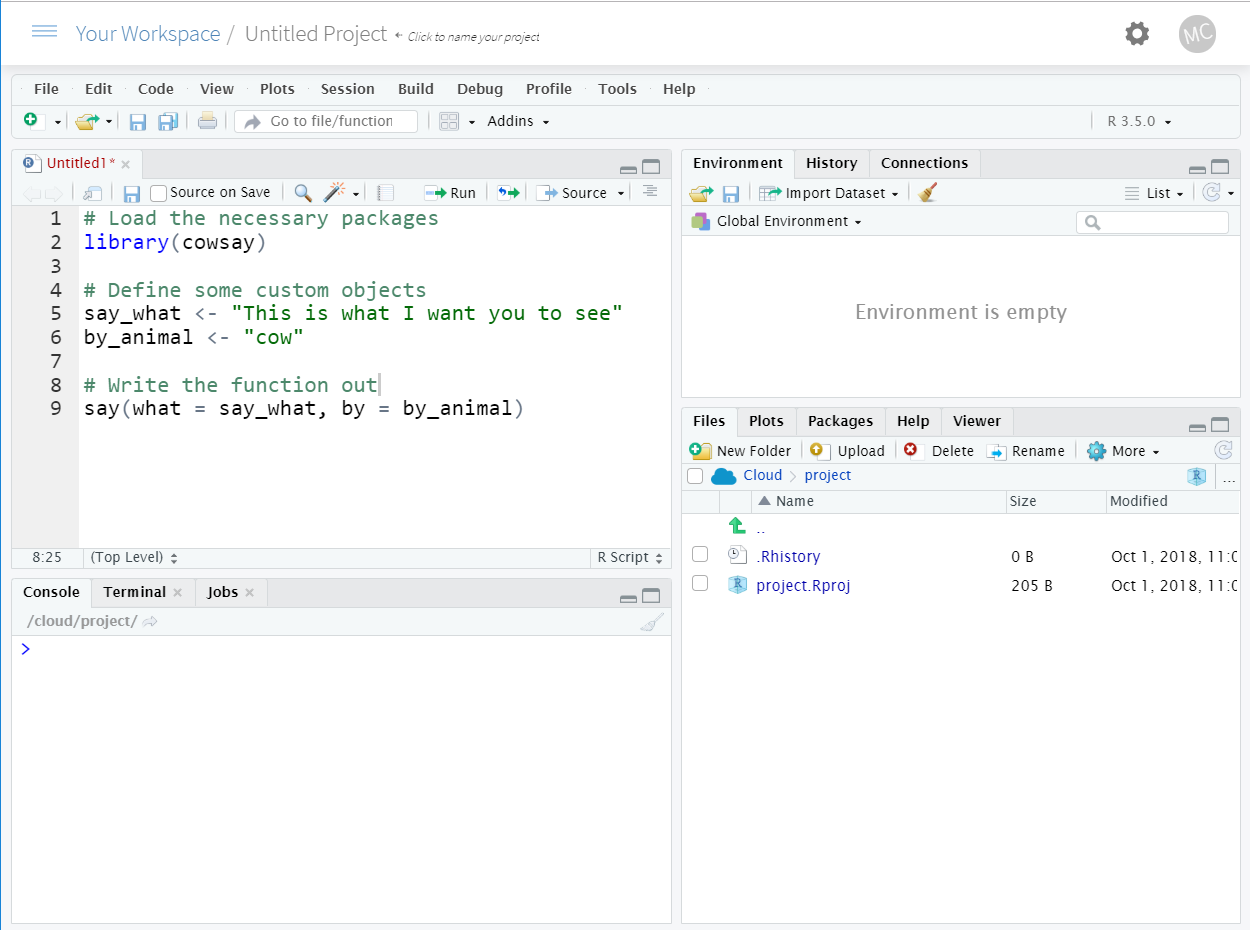 Your Workspace / Untitled Project ← Click to name your project
MC
File Edit Code View Plots Session Build Debug Profile Tools Help
Go to file/function Addins R 3.5.0
Untitled1* ×
Source on Save Run Source
1 # Load the necessary packages
2 library(cowsay)
3
4 # Define some custom objects
5 say_what <- "This is what I want you to see"
6 by_animal <- "cow"
7
8 # Write the function out
9 say(what = say_what, by = by_animal)
8:25 (Top Level) R Script
Console Terminal × Jobs ×
/cloud/project/
>
Environment History Connections
Import Dataset List
Global Environment
Environment is empty
Files Plots Packages Help Viewer
New Folder Upload Delete Rename More
Cloud project R ...
Name Size Modified
..
.Rhistory 0 B Oct 1, 2018, 11:0
project.Rproj 205 B Oct 1, 2018, 11:0